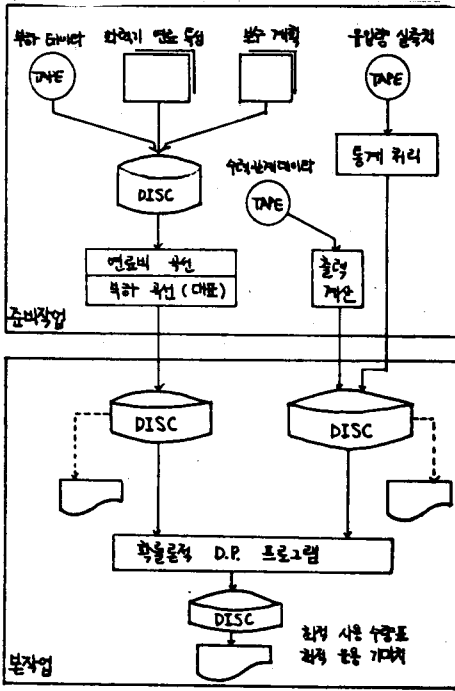 부하 데이타
화력기 연료 특성
보수 계획
유입량 실측치
TAPE
TAPE
통계 처리
DISC
수력관계데이타
TAPE
연료비 곡선
부하 곡선 (대표)
출력
계산
준비작업
DISC
DISC
확률론적 D.P. 프로그램
DISC
최적 사용 수량표
최적 운용 기대치
본작업